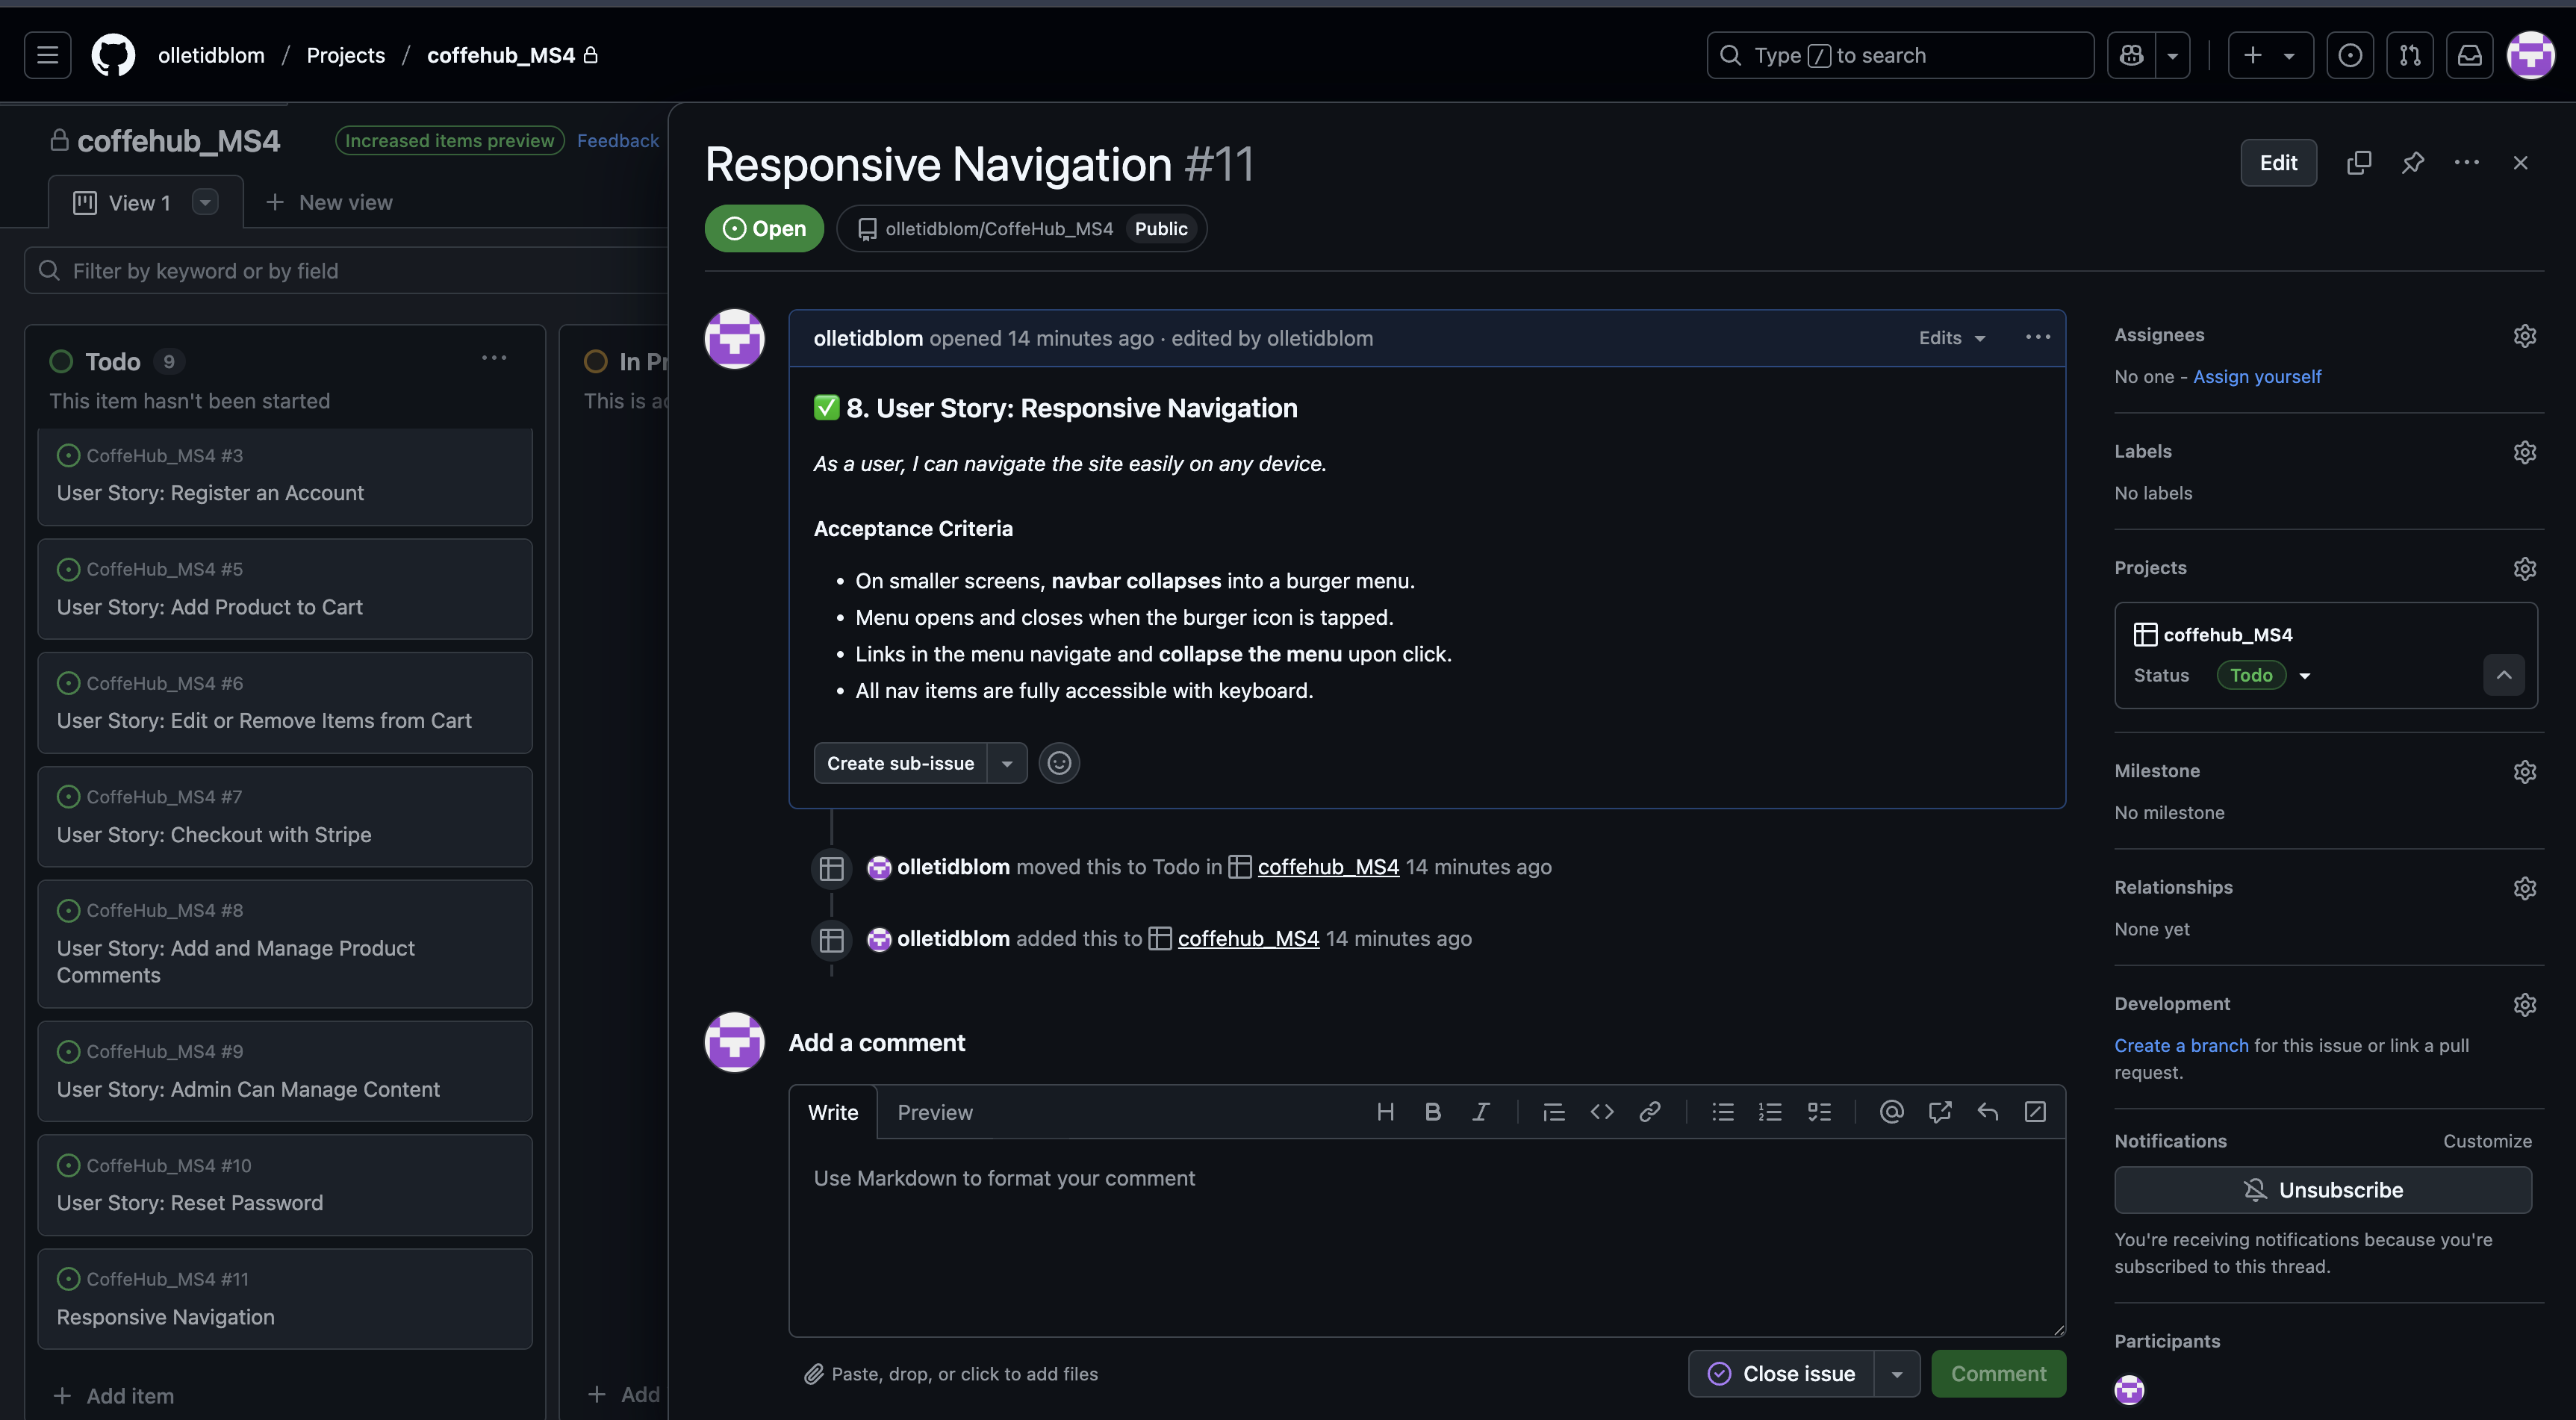 olletidblom / Projects / coffehub_MS4
Type / to search
coffehub_MS4
Increased items preview
Feedback
View 1
New view
Filter by keyword or by field
Todo 9
This item hasn't been started
CoffeHub_MS4 #3
User Story: Register an Account
CoffeHub_MS4 #5
User Story: Add Product to Cart
CoffeHub_MS4 #6
User Story: Edit or Remove Items from Cart
CoffeHub_MS4 #7
User Story: Checkout with Stripe
CoffeHub_MS4 #8
User Story: Add and Manage Product
Comments
CoffeHub_MS4 #9
User Story: Admin Can Manage Content
CoffeHub_MS4 #10
User Story: Reset Password
CoffeHub_MS4 #11
Responsive Navigation
+ Add item
In Pr
This is ac
+ Add
Responsive Navigation #11
Edit
Open
olletidblom/CoffeHub_MS4 Public
olletidblom opened 14 minutes ago · edited by olletidblom
Edits
✅ 8. User Story: Responsive Navigation
As a user, I can navigate the site easily on any device.
Acceptance Criteria
• On smaller screens, navbar collapses into a burger menu.
• Menu opens and closes when the burger icon is tapped.
• Links in the menu navigate and collapse the menu upon click.
• All nav items are fully accessible with keyboard.
Create sub-issue
olletidblom moved this to Todo in coffehub_MS4 14 minutes ago
olletidblom added this to coffehub_MS4 14 minutes ago
Add a comment
Write
Preview
Use Markdown to format your comment
Paste, drop, or click to add files
Close issue
Comment
Assignees
No one - Assign yourself
Labels
No labels
Projects
coffehub_MS4
Status Todo
Milestone
No milestone
Relationships
None yet
Development
Create a branch for this issue or link a pull
request.
Notifications
Customize
Unsubscribe
You're receiving notifications because you're
subscribed to this thread.
Participants